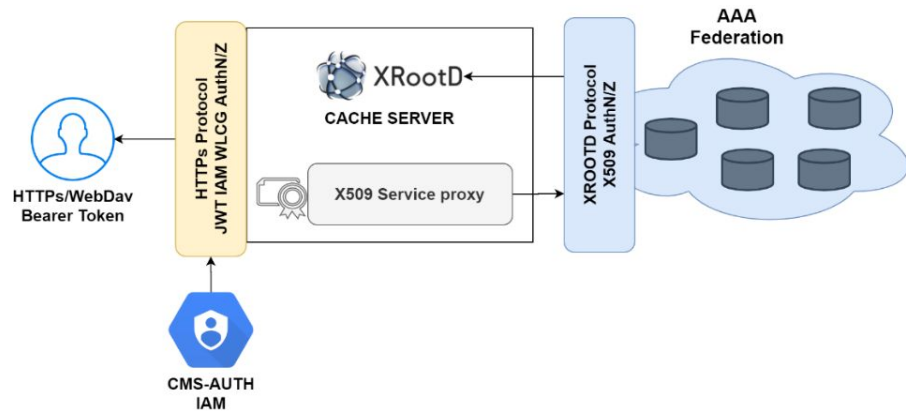 AAA
Federation
HTTPs Protocol
JWT IAM WLCG AuthN/Z
XRootD
CACHE SERVER
XROOTD Protocol
X509 AuthN/Z
HTTPs/WebDav
Bearer Token
X509 Service proxy
CMS-AUTH
IAM